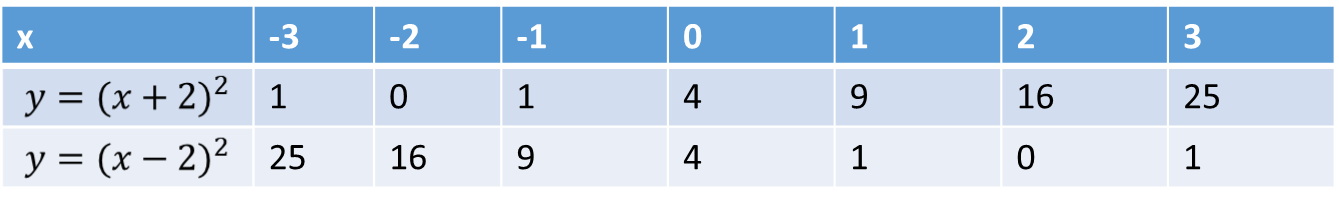 x -3 -2 -1 0 1 2 3
y = (x + 2)² 1 0 1 4 9 16 25
y = (x − 2)² 25 16 9 4 1 0 1